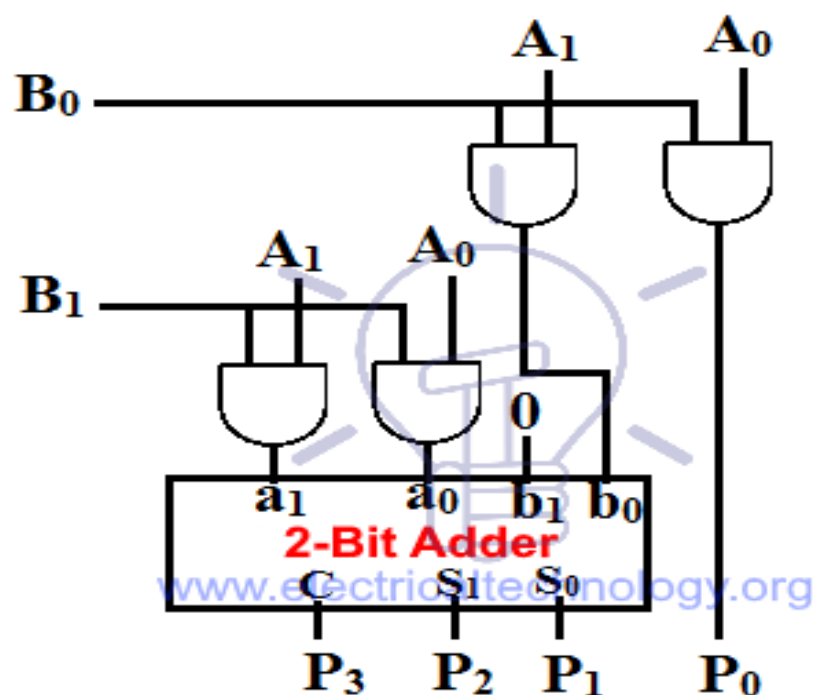 A₁ A₀
B₀
A₁ A₀
B₁
0
a₁ a₀ b₁ b₀
2-Bit Adder
www.electricaltechnology.org
C S₁ S₀
P₃ P₂ P₁ P₀